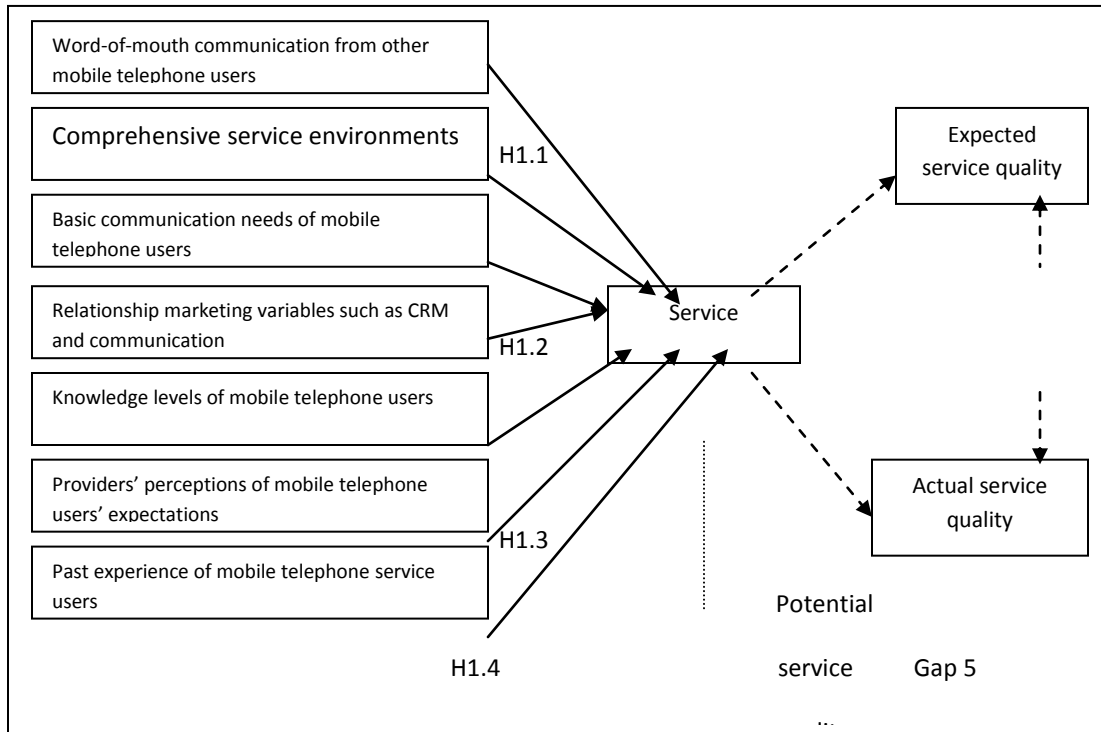 Word-of-mouth communication from other
mobile telephone users
Comprehensive service environments
H1.1
Basic communication needs of mobile
telephone users
Relationship marketing variables such as CRM
and communication
H1.2
Knowledge levels of mobile telephone users
Providers’ perceptions of mobile telephone
users’ expectations
H1.3
Past experience of mobile telephone service
users
H1.4
Service
Expected
service quality
Actual service
quality
Potential
service
Gap 5